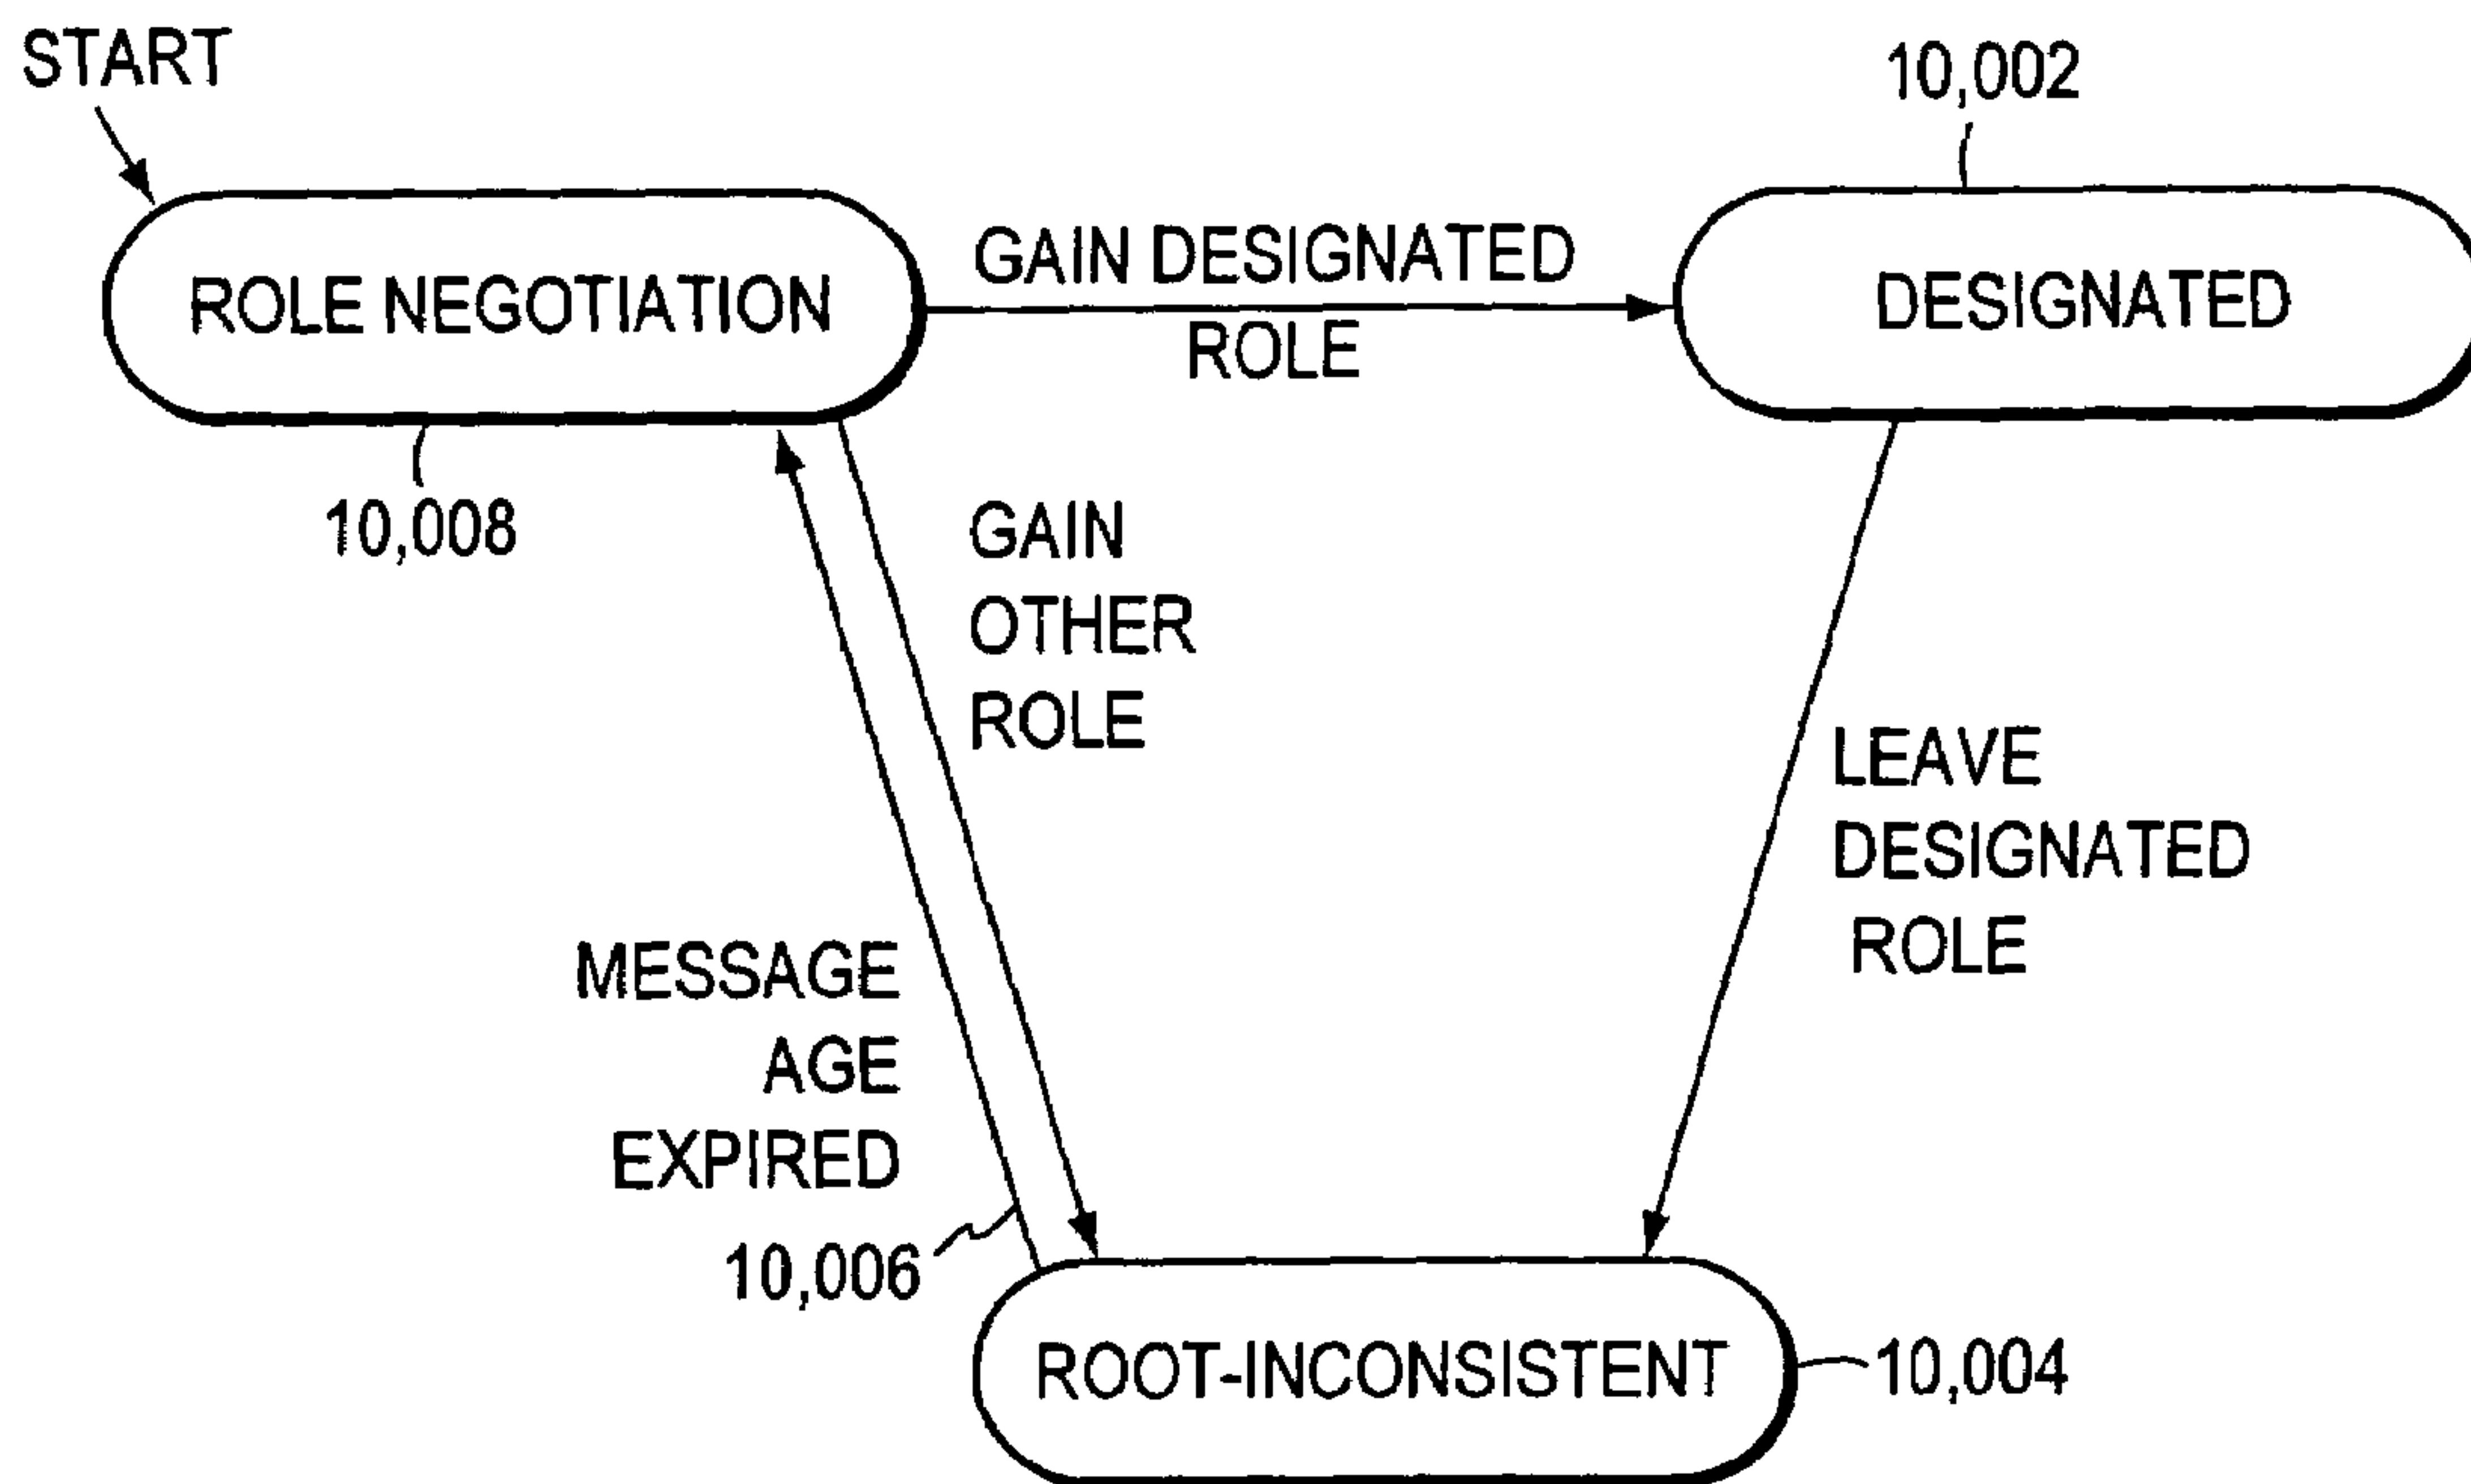 START
10,002
ROLE NEGOTIATION
GAIN DESIGNATED
ROLE
DESIGNATED
10,008
GAIN
OTHER
ROLE
LEAVE
DESIGNATED
ROLE
MESSAGE
AGE
EXPIRED
10,006
ROOT-INCONSISTENT
10,004